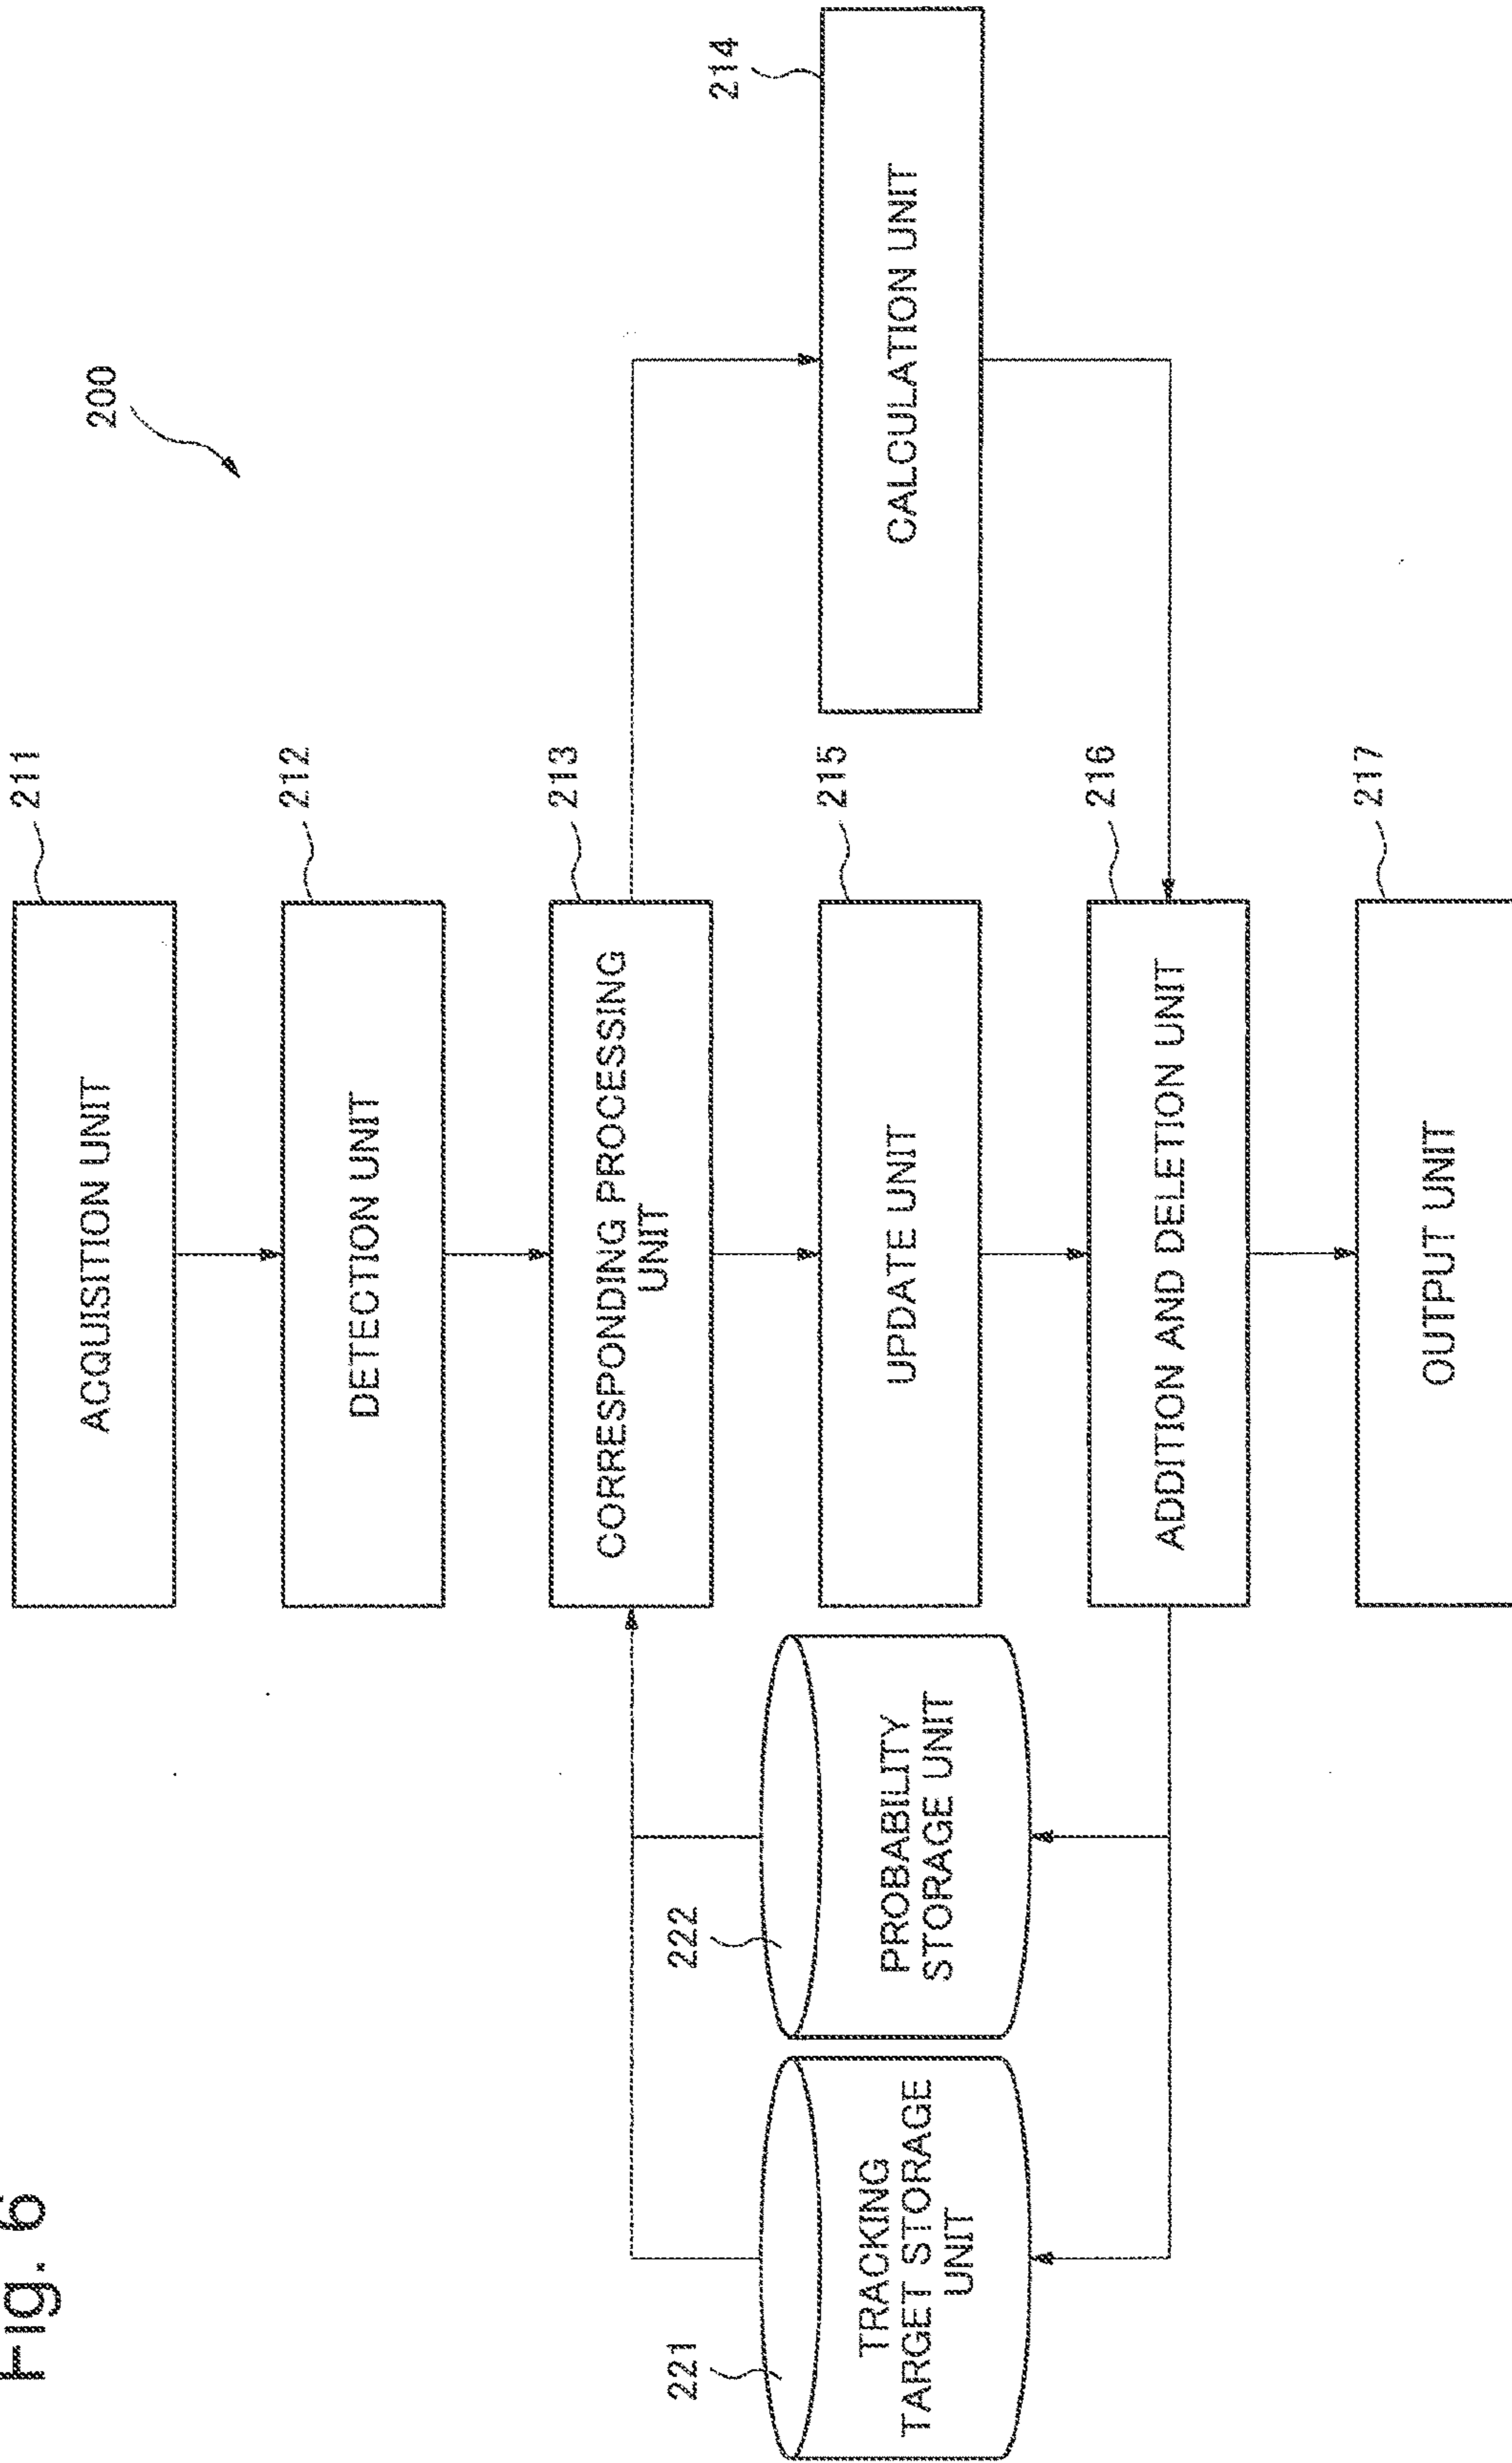 Fig. 6
200
211
ACQUISITION UNIT
212
DETECTION UNIT
213
CORRESPONDING PROCESSING
UNIT
214
CALCULATION UNIT
215
UPDATE UNIT
216
ADDITION AND DELETION UNIT
217
OUTPUT UNIT
221
TRACKING
TARGET STORAGE
UNIT
222
PROBABILITY
STORAGE UNIT